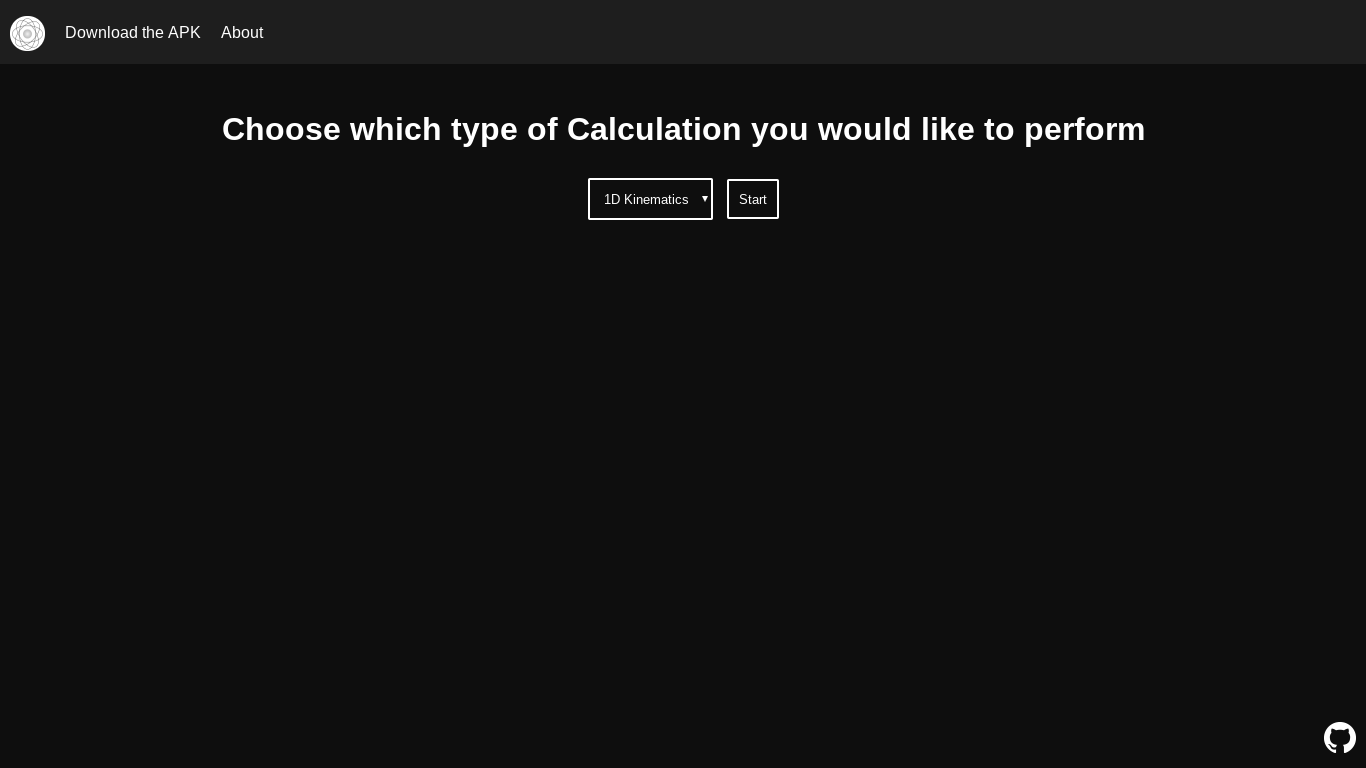 Download the APK
About
Choose which type of Calculation you would like to perform
1D Kinematics
Start